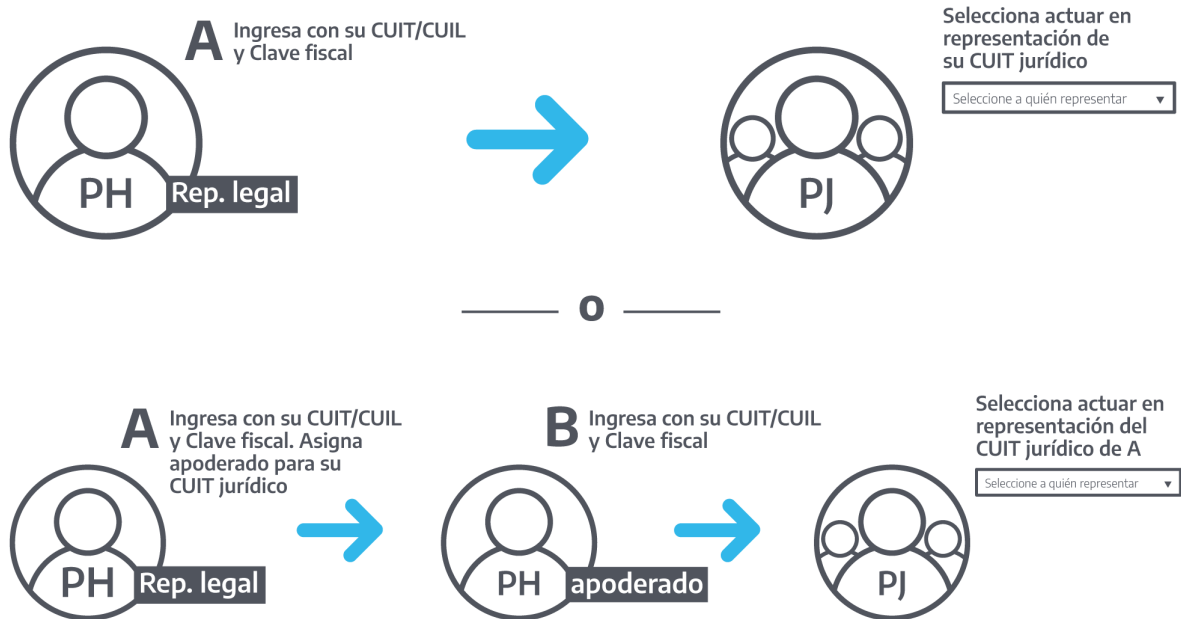 A
Ingresa con su CUIT/CUIL
y Clave fiscal
PH
Rep. legal
Selecciona actuar en
representación de
su CUIT jurídico
Seleccione a quién representar
PJ
o
A
Ingresa con su CUIT/CUIL
y Clave fiscal. Asigna
apoderado para su
CUIT jurídico
PH
Rep. legal
B
Ingresa con su CUIT/CUIL
y Clave fiscal
PH
apoderado
Selecciona actuar en
representación del
CUIT jurídico de A
Seleccione a quién representar
PJ